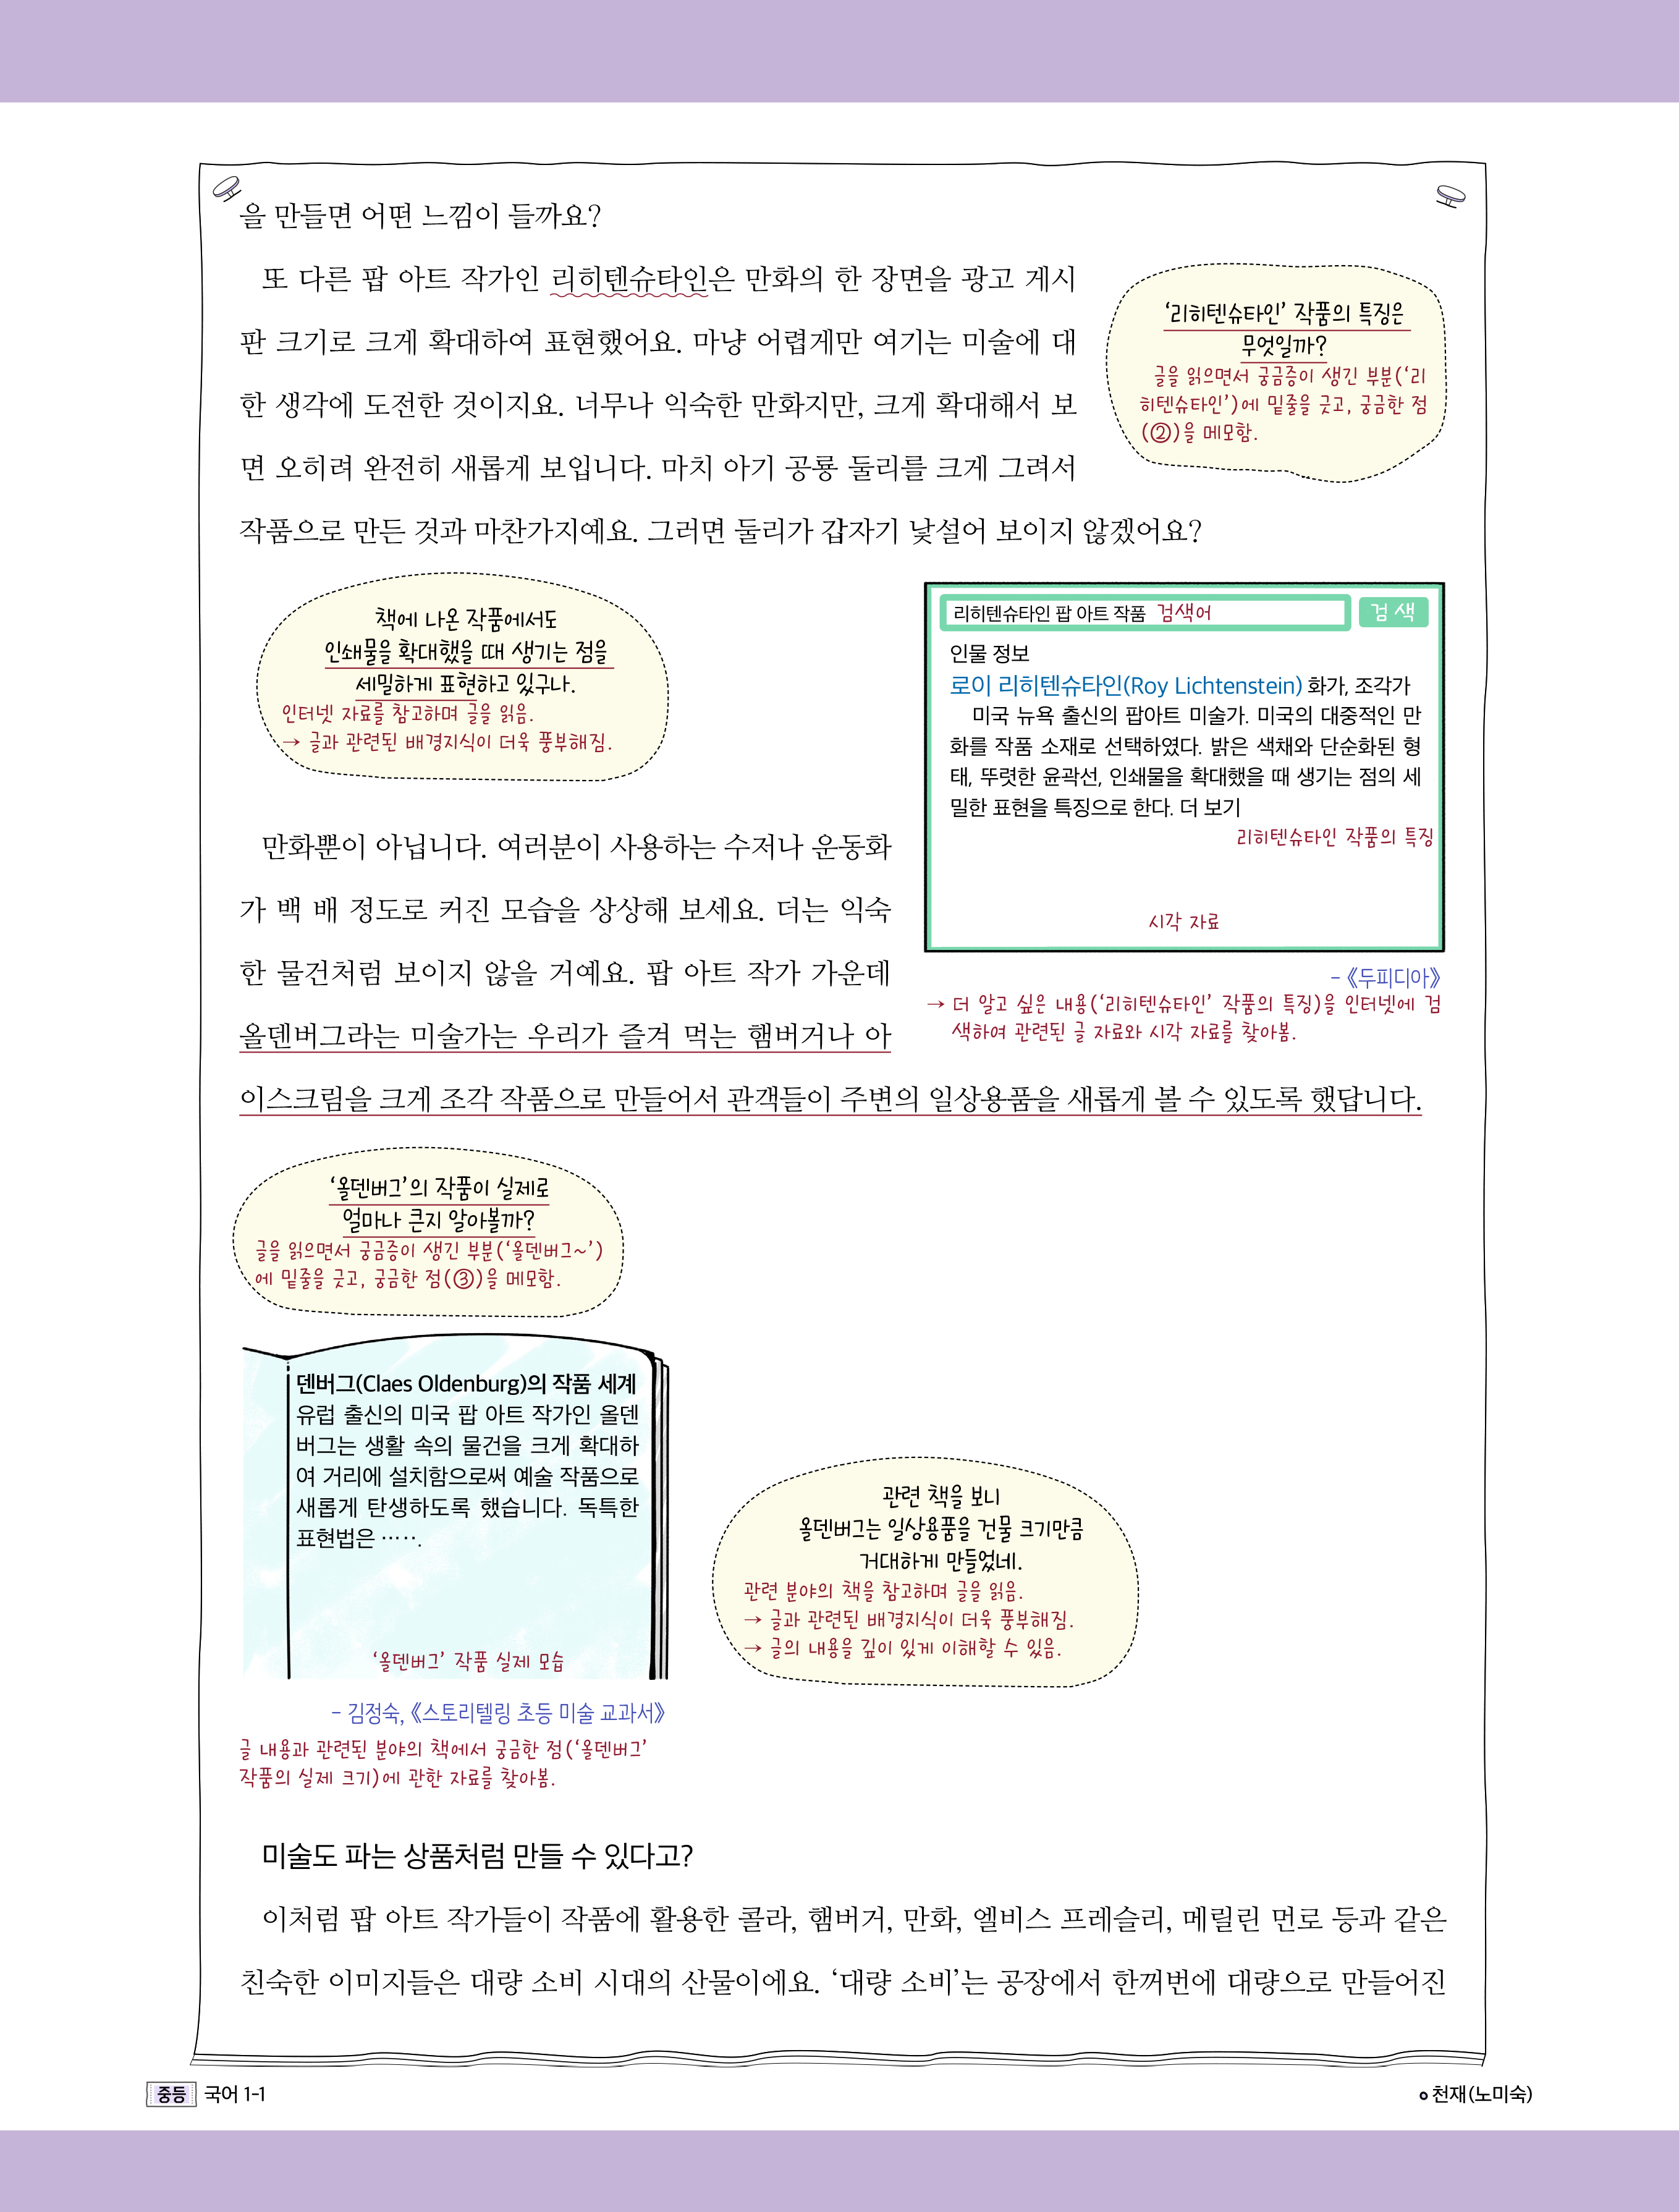 을 만들면 어떤 느낌이 들까요?
또 다른 팝 아트 작가인 리히텐슈타인은 만화의 한 장면을 광고 게시
판 크기로 크게 확대하여 표현했어요. 마냥 어렵게만 여기는 미술에 대
한 생각에 도전한 것이지요. 너무나 익숙한 만화지만, 크게 확대해서 보
면 오히려 완전히 새롭게 보입니다. 마치 아기 공룡 둘리를 크게 그려서
작품으로 만든 것과 마찬가지예요. 그러면 둘리가 갑자기 낯설어 보이지 않겠어요?
‘리히텐슈타인’ 작품의 특징은
무엇일까?
글을 읽으면서 궁금증이 생긴 부분(‘리
히텐슈타인’)에 밑줄을 긋고, 궁금한 점
(②)을 메모함.
책에 나온 작품에서도
인쇄물을 확대했을 때 생기는 점을
세밀하게 표현하고 있구나.
인터넷 자료를 참고하며 글을 읽음.
→ 글과 관련된 배경지식이 더욱 풍부해짐.
리히텐슈타인 팝 아트 작품 검색어 검색
인물 정보
로이 리히텐슈타인(Roy Lichtenstein) 화가, 조각가
미국 뉴욕 출신의 팝아트 미술가. 미국의 대중적인 만
화를 작품 소재로 선택하였다. 밝은 색채와 단순화된 형
태, 뚜렷한 윤곽선, 인쇄물을 확대했을 때 생기는 점의 세
밀한 표현을 특징으로 한다. 더 보기
리히텐슈타인 작품의 특징
시각 자료
- 《두피디아》
→ 더 알고 싶은 내용(‘리히텐슈타인’ 작품의 특징)을 인터넷에 검
색하여 관련된 글 자료와 시각 자료를 찾아봄.
만화뿐이 아닙니다. 여러분이 사용하는 수저나 운동화
가 백 배 정도로 커진 모습을 상상해 보세요. 더는 익숙
한 물건처럼 보이지 않을 거예요. 팝 아트 작가 가운데
올덴버그라는 미술가는 우리가 즐겨 먹는 햄버거나 아
이스크림을 크게 조각 작품으로 만들어서 관객들이 주변의 일상용품을 새롭게 볼 수 있도록 했답니다.
‘올덴버그’의 작품이 실제로
얼마나 큰지 알아볼까?
글을 읽으면서 궁금증이 생긴 부분(‘올덴버그~’)
에 밑줄을 긋고, 궁금한 점(③)을 메모함.
덴버그(Claes Oldenburg)의 작품 세계
유럽 출신의 미국 팝 아트 작가인 올덴
버그는 생활 속의 물건을 크게 확대하
여 거리에 설치함으로써 예술 작품으로
새롭게 탄생하도록 했습니다. 독특한
표현법은 ‥‥.
‘올덴버그’ 작품 실제 모습
- 김정숙, 《스토리텔링 초등 미술 교과서》
글 내용과 관련된 분야의 책에서 궁금한 점(‘올덴버그’
작품의 실제 크기)에 관한 자료를 찾아봄.
관련 책을 보니
올덴버그는 일상용품을 건물 크기만큼
거대하게 만들었네.
관련 분야의 책을 참고하며 글을 읽음.
→ 글과 관련된 배경지식이 더욱 풍부해짐.
→ 글의 내용을 깊이 있게 이해할 수 있음.
미술도 파는 상품처럼 만들 수 있다고?
이처럼 팝 아트 작가들이 작품에 활용한 콜라, 햄버거, 만화, 엘비스 프레슬리, 메릴린 먼로 등과 같은
친숙한 이미지들은 대량 소비 시대의 산물이에요. ‘대량 소비’는 공장에서 한꺼번에 대량으로 만들어진
중등 국어 1-1
천재(노미숙)